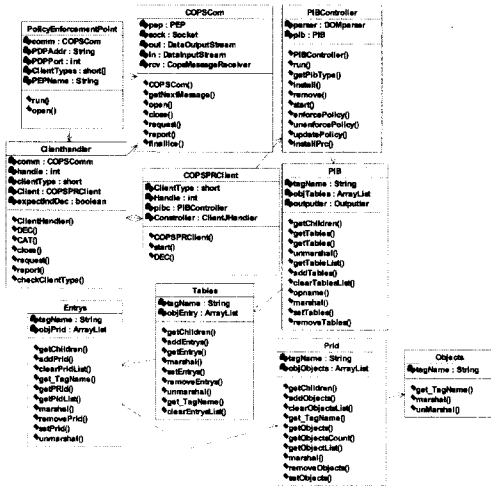 PolicyEnforcementPoint
comm : COPSCom
PDPAddr : String
PDPPort : int
ClientTypes : short[]
PEPName : String
run()
open()
COPSCom
pep : PEP
sock : Socket
out : DataOutputStream
in : DataInputStream
rcv : CopsMessageReceiver
COPSCom()
getNextMessage()
open()
close()
request()
report()
finallice()
PIBController
parser : DOMparser
pib : PIB
PIBController()
run()
getPibType()
install()
remove()
start()
enforcePolicy()
unenforcePolicy()
updatePolicy()
installPrc()
Clienthandler
comm : COPSComm
handle : int
clientType : short
Client : COPSPRClient
expectIndDec : boolean
ClientHandler()
DEC()
CAT()
close()
request()
report()
checkClientType()
COPSPRClient
ClientType : short
Handle : int
pibc : PIBController
Constroller : ClientJHandler
COPSPRClient()
start()
DEC()
PIB
tagName : String
objTables : ArrayList
outputter : Outputter
getChildren()
getTables()
getTables()
unmarshal()
getTableList()
addTables()
clearTablesList()
opname()
marshal()
setTables()
removeTables()
Entrys
tagName : String
objPrid : ArrayList
getChildren()
addPrid()
clearPridList()
get_TagName()
getPRid()
getPidList()
marshal()
removePrid()
setPrid()
unmarshal()
Tables
tagName : String
objEntry : ArrayList
getChildren()
addEntrys()
getEntrys()
marshal()
setEntrys()
removeEntrys()
unmarshal()
get_TagName()
clearEntrysList()
Prid
tagName : String
objObjects : ArrayList
getChildren()
addObjects()
clearObjectsList()
get_TagName()
getObjects()
getObjectsCount()
getObjectList()
marshal()
removeObjects()
setObjects()
Objects
tagName : String
get_TagName()
marshal()
unMarshal()